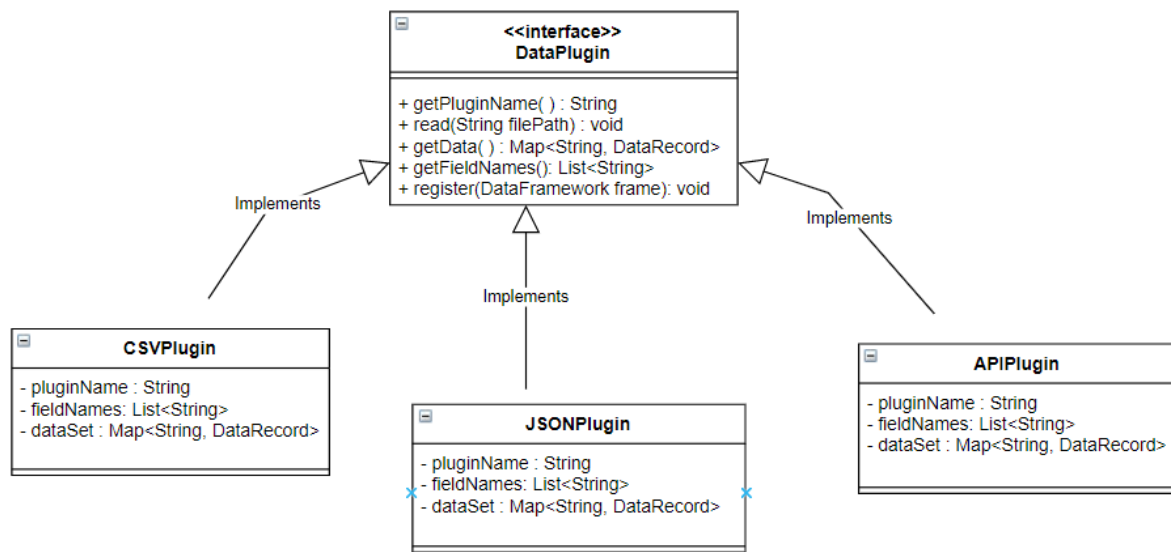 <<interface>>
DataPlugin
+ getPluginName( ) : String
+ read(String filePath) : void
+ getData( ) : Map<String, DataRecord>
+ getFieldNames(): List<String>
+ register(DataFramework frame): void
Implements
Implements
Implements
CSVPlugin
- pluginName : String
- fieldNames: List<String>
- dataSet : Map<String, DataRecord>
JSONPlugin
- pluginName : String
- fieldNames: List<String>
- dataSet : Map<String, DataRecord>
APIPlugin
- pluginName : String
- fieldNames: List<String>
- dataSet : Map<String, DataRecord>